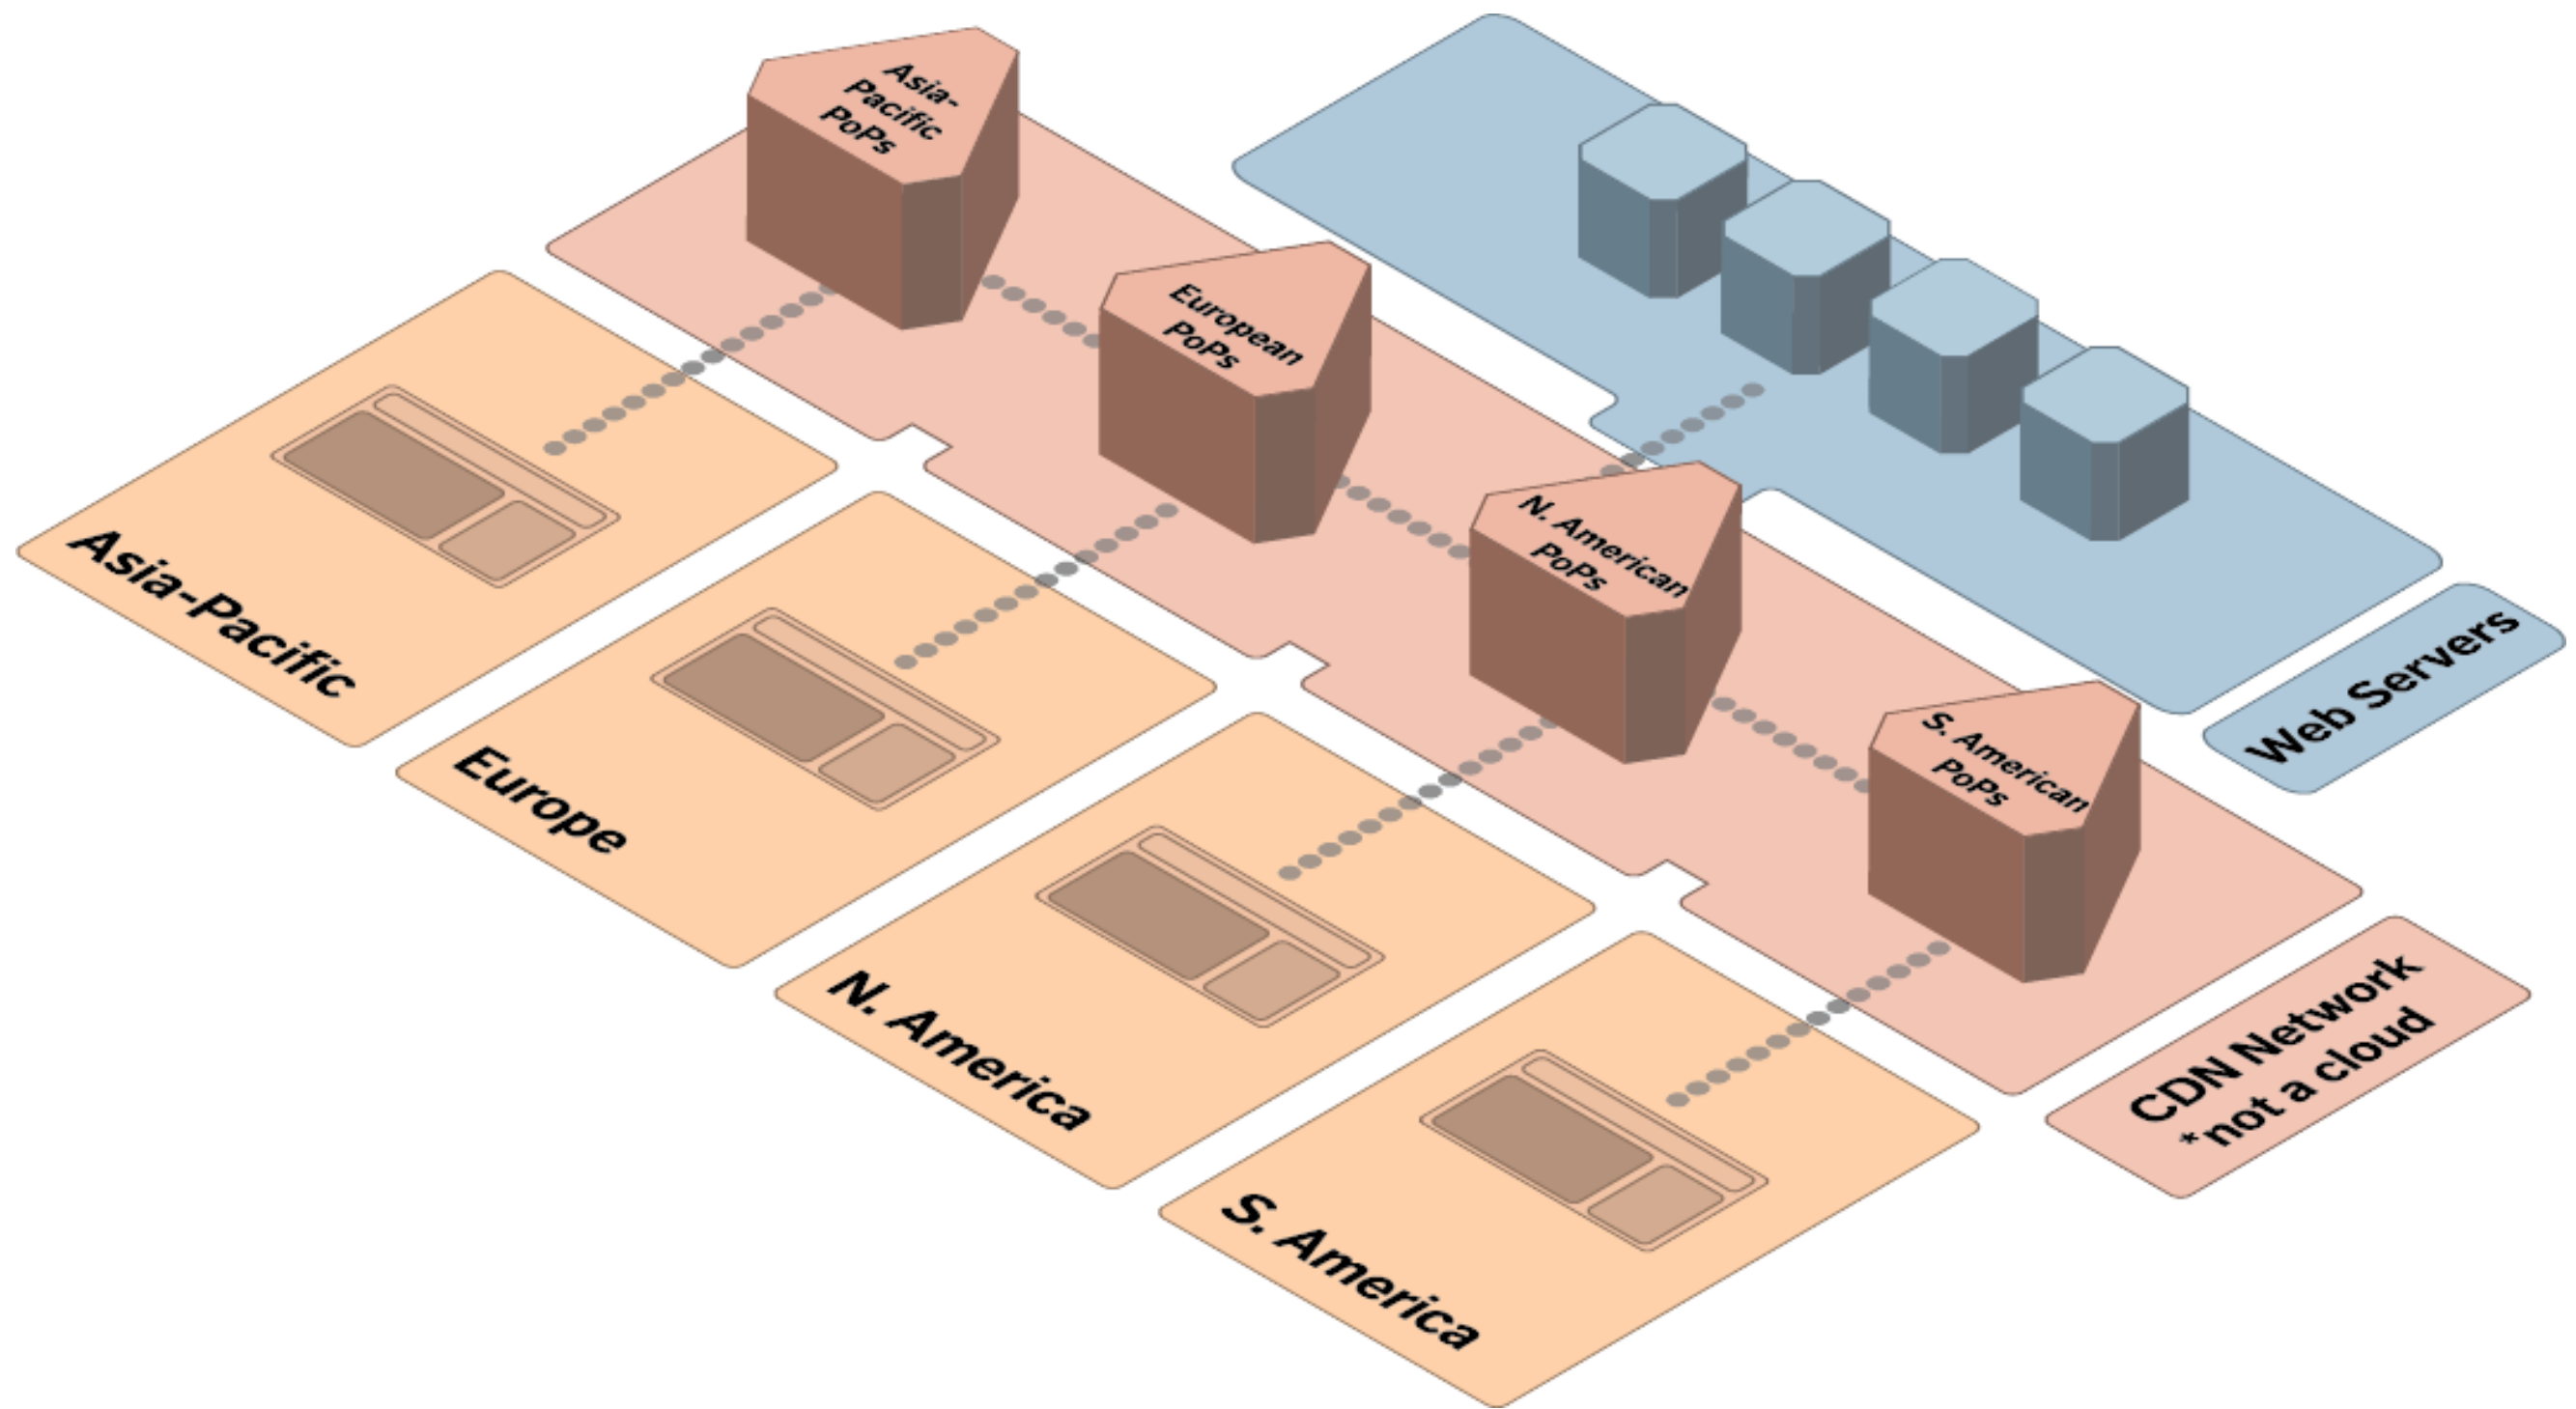 Asia-
Pacific
PoPs
European
PoPs
N. American
PoPs
S. American
PoPs
Asia-Pacific
Europe
N. America
S. America
Web Servers
CDN Network
*not a cloud